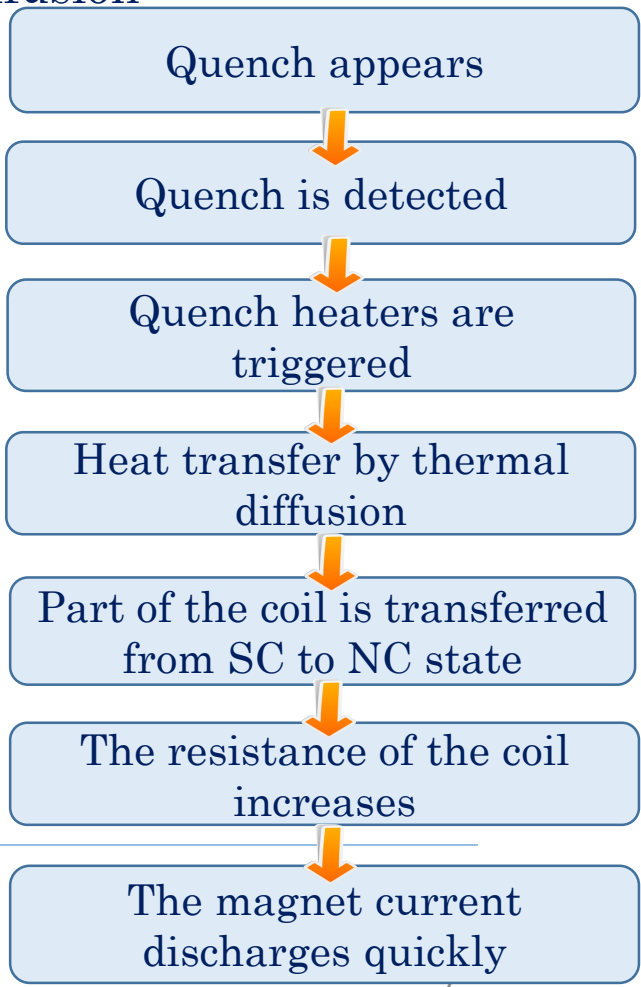 Quench appears
Quench is detected
Quench heaters are
triggered
Heat transfer by thermal
diffusion
Part of the coil is transferred
from SC to NC state
The resistance of the coil
increases
The magnet current
discharges quickly